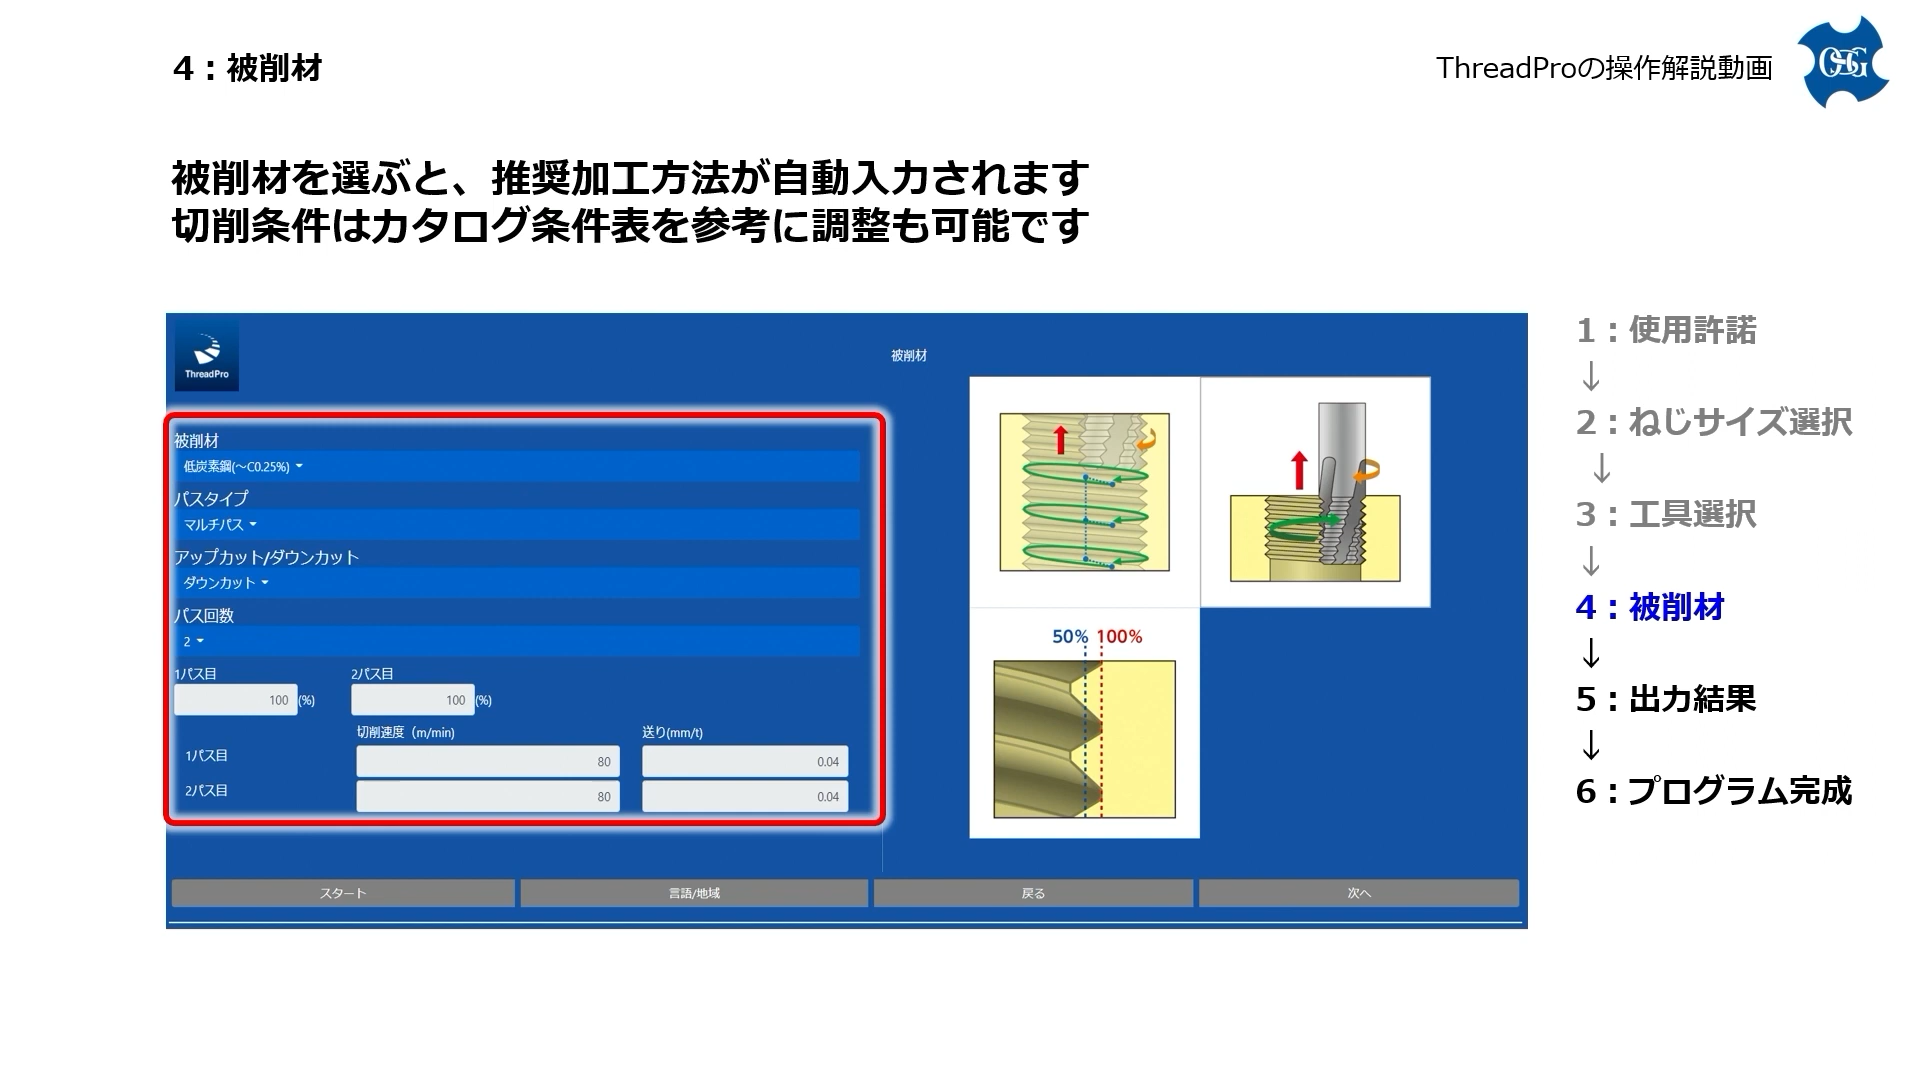 4：被削材
ThreadProの操作解説動画
OSG
被削材を選ぶと、推奨加工方法が自動入力されます
切削条件はカタログ条件表を参考に調整も可能です
ThreadPro
被削材
被削材
低炭素鋼(～C0.25%)
パスタイプ
マルチパス
アップカット/ダウンカット
ダウンカット
パス回数
2
1パス目 2パス目
100 (%) 100 (%)
切削速度（m/min） 送り(mm/t)
1パス目 80 0.04
2パス目 80 0.04
50% 100%
スタート 言語/地域 戻る 次へ
1：使用許諾
↓
2：ねじサイズ選択
↓
3：工具選択
↓
4：被削材
↓
5：出力結果
↓
6：プログラム完成